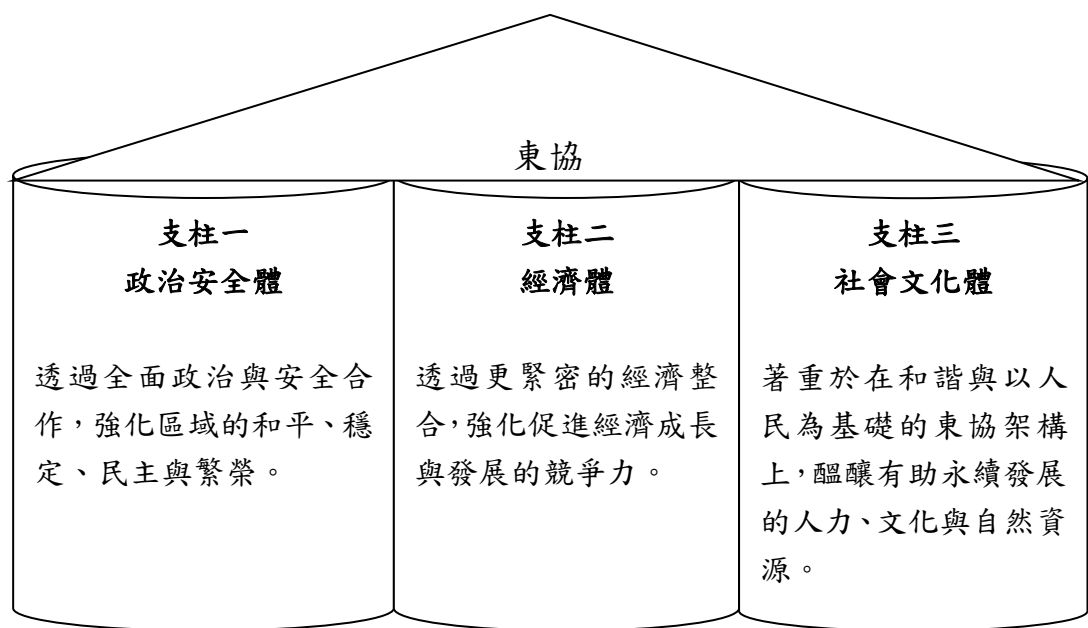 東協
支柱一
政治安全體
透過全面政治與安全合
作，強化區域的和平、穩
定、民主與繁榮。
支柱二
經濟體
透過更緊密的經濟整
合，強化促進經濟成長
與發展的競爭力。
支柱三
社會文化體
著重於在和諧與以人
民為基礎的東協架構
上，醞釀有助永續發展
的人力、文化與自然資
源。